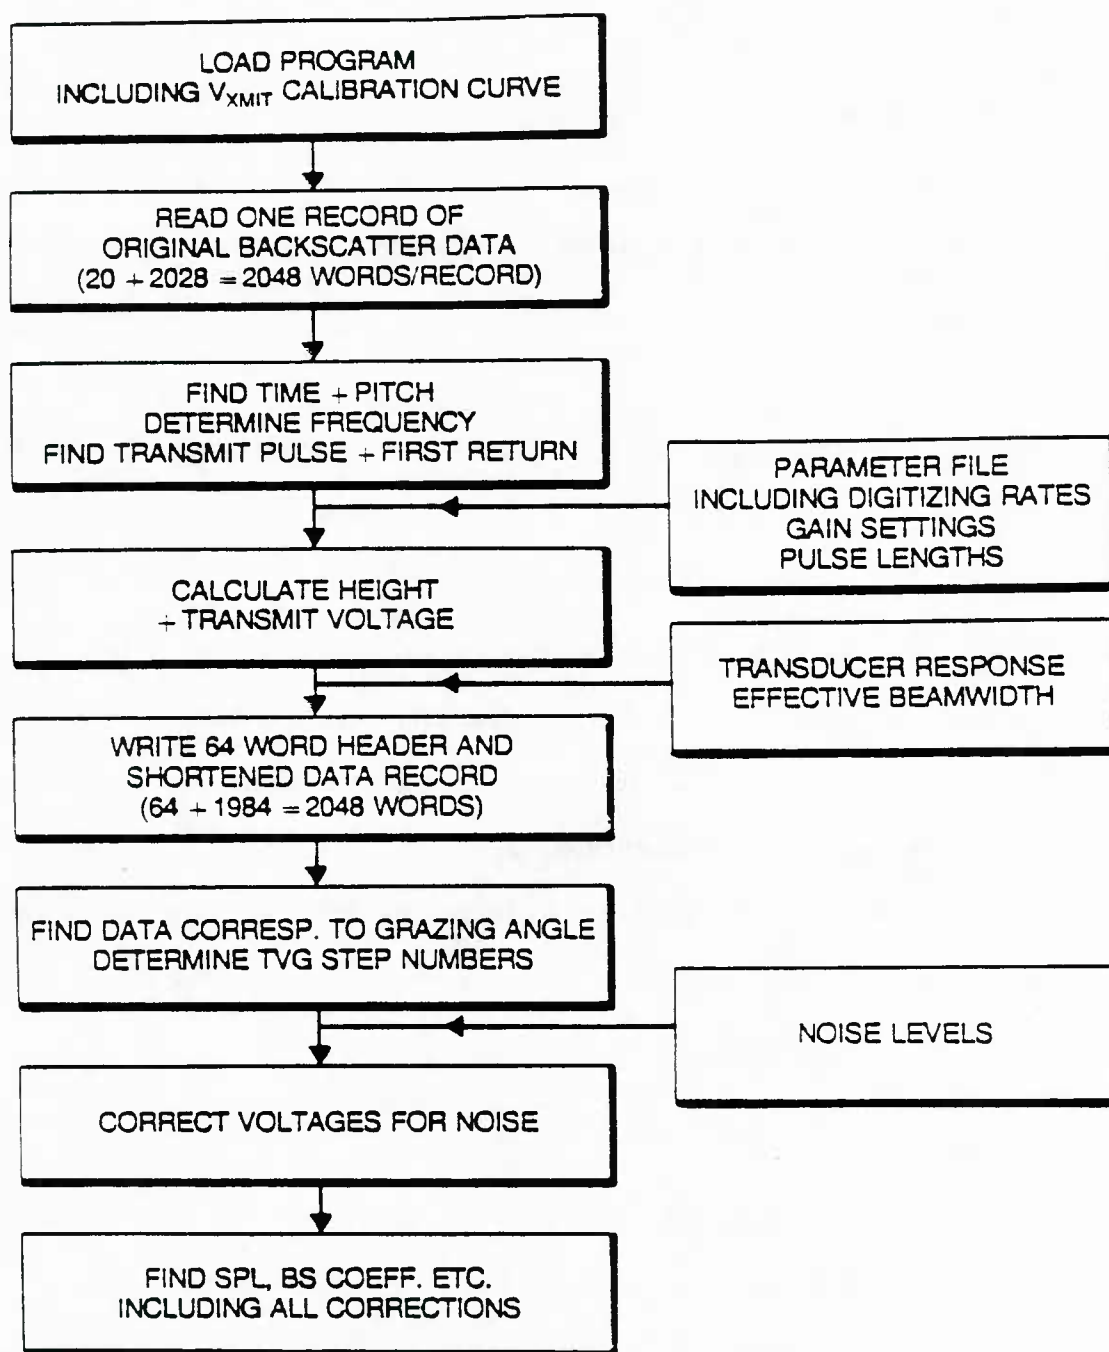 LOAD PROGRAM
INCLUDING VXMIT CALIBRATION CURVE
READ ONE RECORD OF
ORIGINAL BACKSCATTER DATA
(20 + 2028 = 2048 WORDS/RECORD)
FIND TIME + PITCH
DETERMINE FREQUENCY
FIND TRANSMIT PULSE + FIRST RETURN
PARAMETER FILE
INCLUDING DIGITIZING RATES
GAIN SETTINGS
PULSE LENGTHS
CALCULATE HEIGHT
+ TRANSMIT VOLTAGE
TRANSDUCER RESPONSE
EFFECTIVE BEAMWIDTH
WRITE 64 WORD HEADER AND
SHORTENED DATA RECORD
(64 + 1984 = 2048 WORDS)
FIND DATA CORRESP. TO GRAZING ANGLE
DETERMINE TVG STEP NUMBERS
NOISE LEVELS
CORRECT VOLTAGES FOR NOISE
FIND SPL, BS COEFF. ETC.
INCLUDING ALL CORRECTIONS